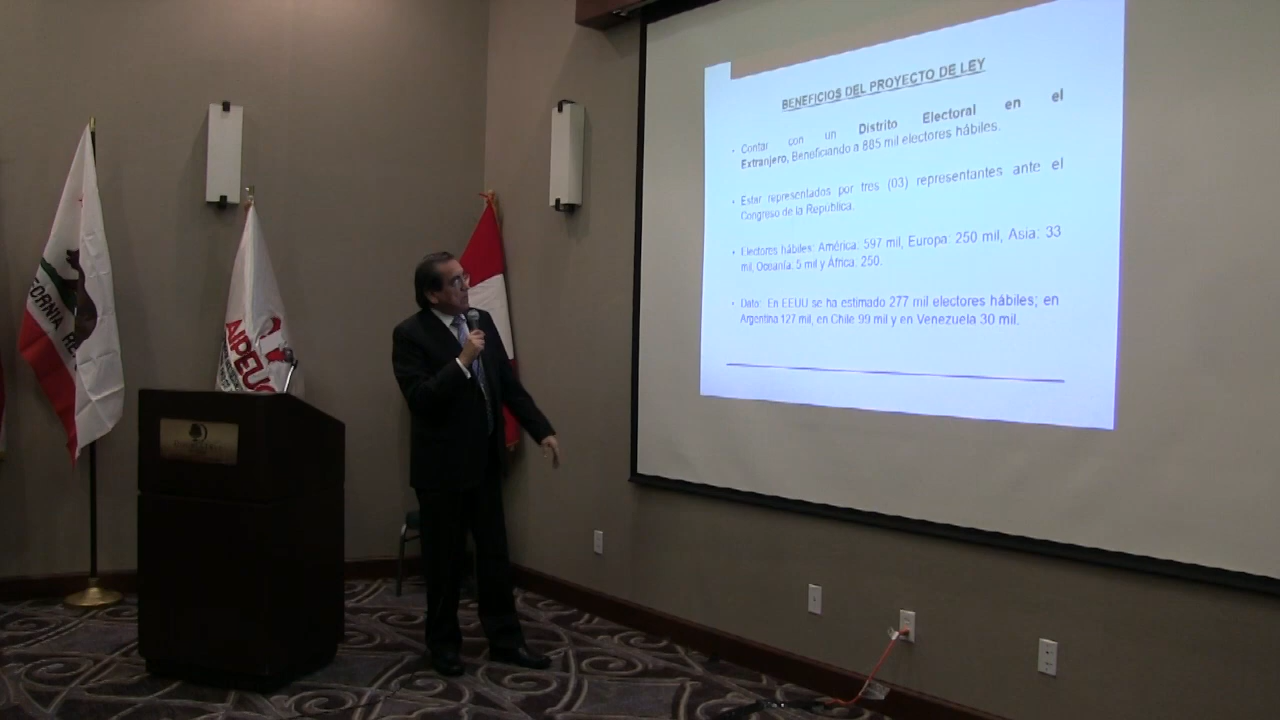 BENEFICIOS DEL PROYECTO DE LEY
• Contar con un Distrito Electoral en el
Extranjero, Beneficiando a 885 mil electores hábiles.
• Estar representados por tres (03) representantes ante el
Congreso de la República.
• Electores hábiles: América: 597 mil, Europa: 250 mil, Asia: 33
mil, Oceanía: 5 mil y África: 250.
• Dato: En EEUU se ha estimado 277 mil electores hábiles; en
Argentina 127 mil, en Chile 99 mil y en Venezuela 30 mil.
CALIFORNIA RE
AIPEUC